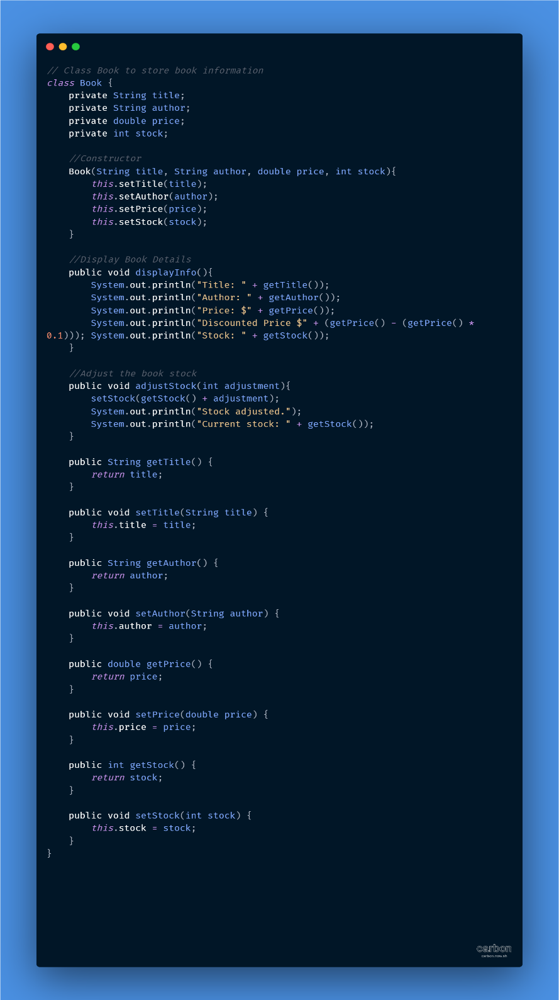 // Class Book to store book information
class Book {
    private String title;
    private String author;
    private double price;
    private int stock;

    //Constructor
    Book(String title, String author, double price, int stock){
        this.setTitle(title);
        this.setAuthor(author);
        this.setPrice(price);
        this.setStock(stock);
    }

    //Display Book Details
    public void displayInfo(){
        System.out.println("Title: " + getTitle());
        System.out.println("Author: " + getAuthor());
        System.out.println("Price: $" + getPrice());
        System.out.println("Discounted Price $" + (getPrice() - (getPrice() *
0.1))); System.out.println("Stock: " + getStock());
    }

    //Adjust the book stock
    public void adjustStock(int adjustment){
        setStock(getStock() + adjustment);
        System.out.println("Stock adjusted.");
        System.out.println("Current stock: " + getStock());
    }

    public String getTitle() {
        return title;
    }

    public void setTitle(String title) {
        this.title = title;
    }

    public String getAuthor() {
        return author;
    }

    public void setAuthor(String author) {
        this.author = author;
    }

    public double getPrice() {
        return price;
    }

    public void setPrice(double price) {
        this.price = price;
    }

    public int getStock() {
        return stock;
    }

    public void setStock(int stock) {
        this.stock = stock;
    }
}
carbon
carbon.now.sh